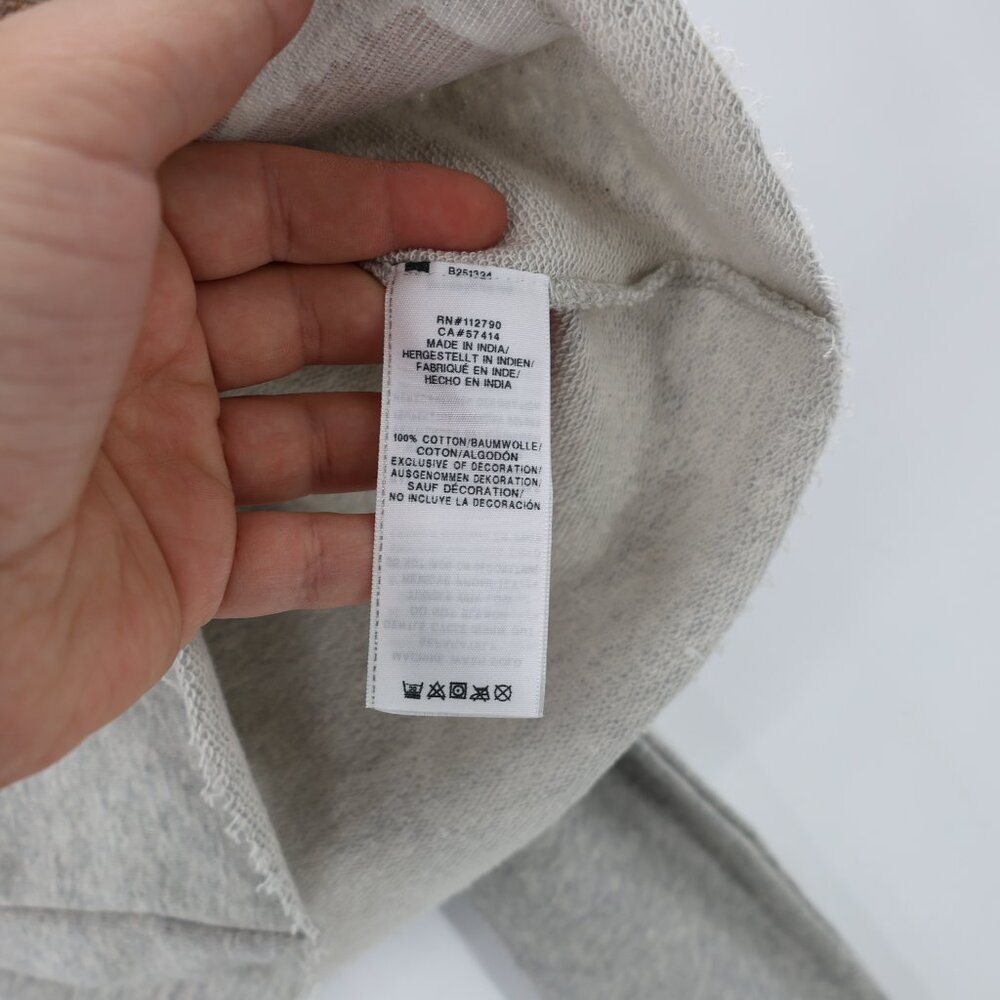 B251324
RN#112790
CA#57414
MADE IN INDIA/
HERGESTELLT IN INDIEN/
FABRIQUÉ EN INDE/
HECHO EN INDIA
100% COTTON/BAUMWOLLE/
COTON/ALGODÓN
EXCLUSIVE OF DECORATION/
AUSGENOMMEN DEKORATION/
SAUF DÉCORATION/
NO INCLUYE LA DECORACIÓN